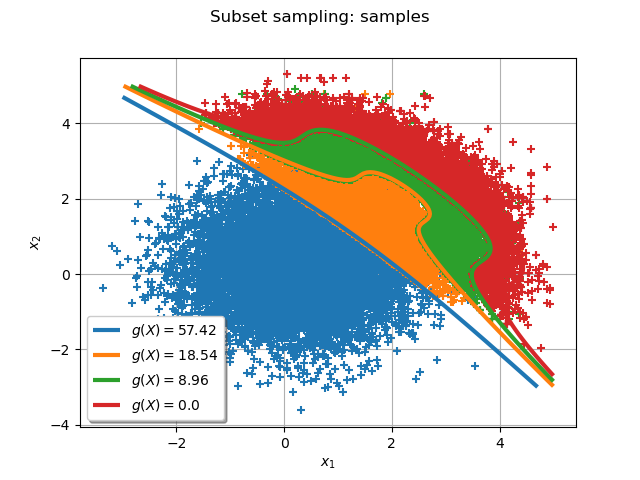 Subset sampling: samples
x₂
4
2
0
−2
−4
g(X) = 57.42
g(X) = 18.54
g(X) = 8.96
g(X) = 0.0
−2
0
2
4
x₁